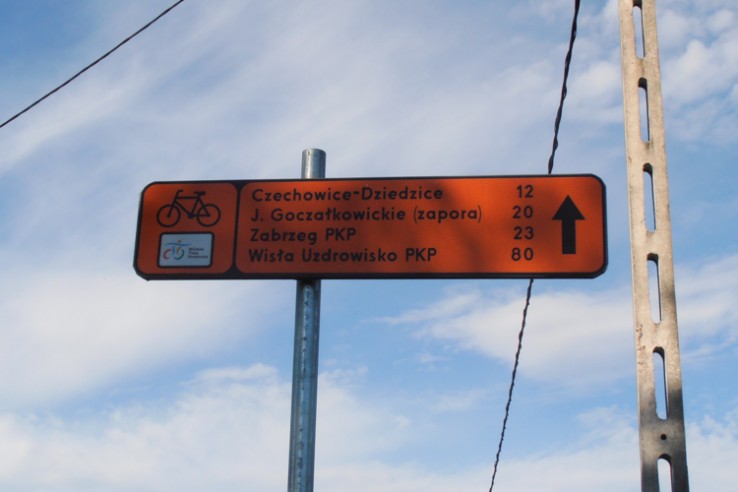 Czechowice-Dziedzice 12
J. Goczałkowickie (zapora) 20
Zabrzeg PKP 23
Wisła Uzdrowisko PKP 80